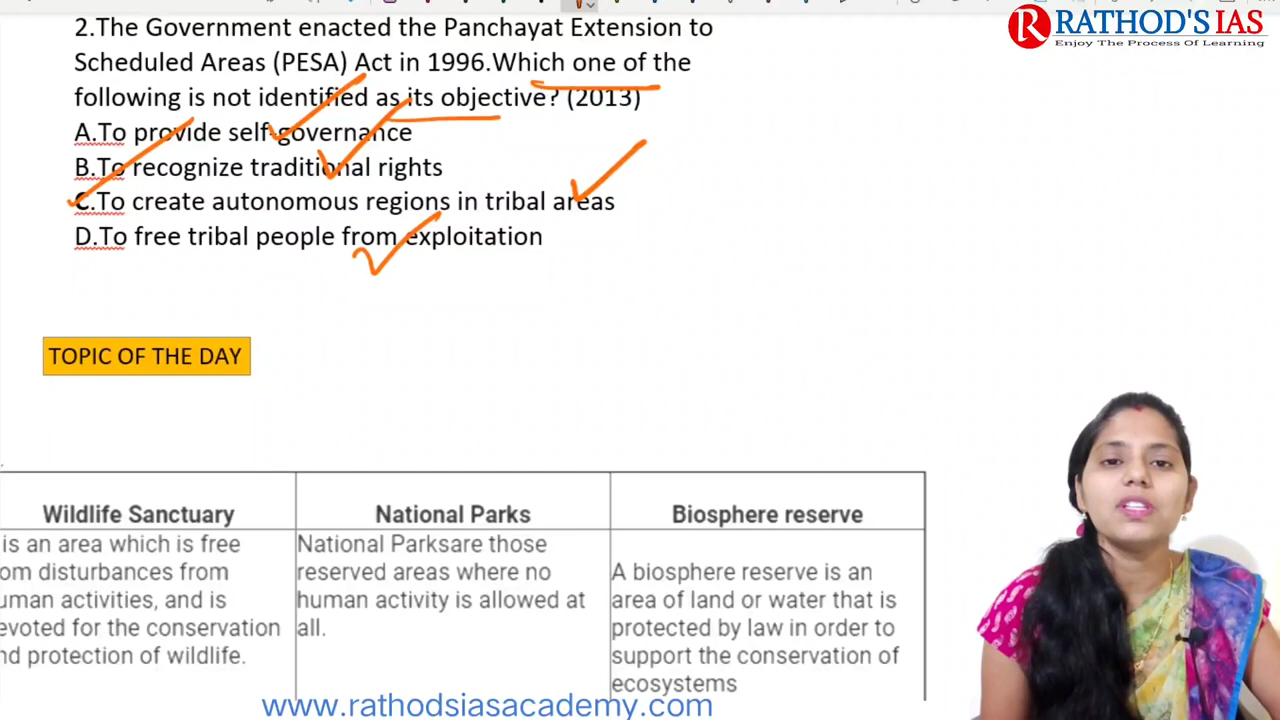 2.The Government enacted the Panchayat Extension to
Scheduled Areas (PESA) Act in 1996.Which one of the
following is not identified as its objective? (2013)
A.To provide self-governance
B.To recognize traditional rights
C.To create autonomous regions in tribal areas
D.To free tribal people from exploitation
R RATHOD'S IAS
Enjoy The Process Of Learning
TOPIC OF THE DAY
Wildlife Sanctuary
is an area which is free
om disturbances from
uman activities, and is
evoted for the conservation
nd protection of wildlife.
National Parks
National Parksare those
reserved areas where no
human activity is allowed at
all.
Biosphere reserve
A biosphere reserve is an
area of land or water that is
protected by law in order to
support the conservation of
ecosystems
www.rathodsiasacademy.com